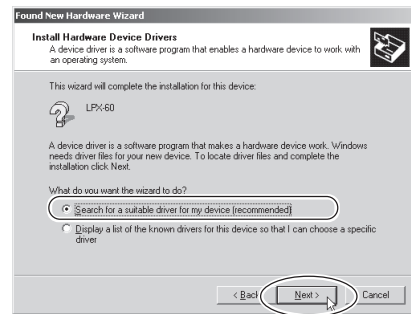 Found New Hardware Wizard
Install Hardware Device Drivers
A device driver is a software program that enables a hardware device to work with
an operating system.
This wizard will complete the installation for this device:
LPX-60
A device driver is a software program that makes a hardware device work. Windows
needs driver files for your new device. To locate driver files and complete the
installation click Next.
What do you want the wizard to do?
Search for a suitable driver for my device (recommended)
Display a list of the known drivers for this device so that I can choose a specific
driver
< Back Next > Cancel